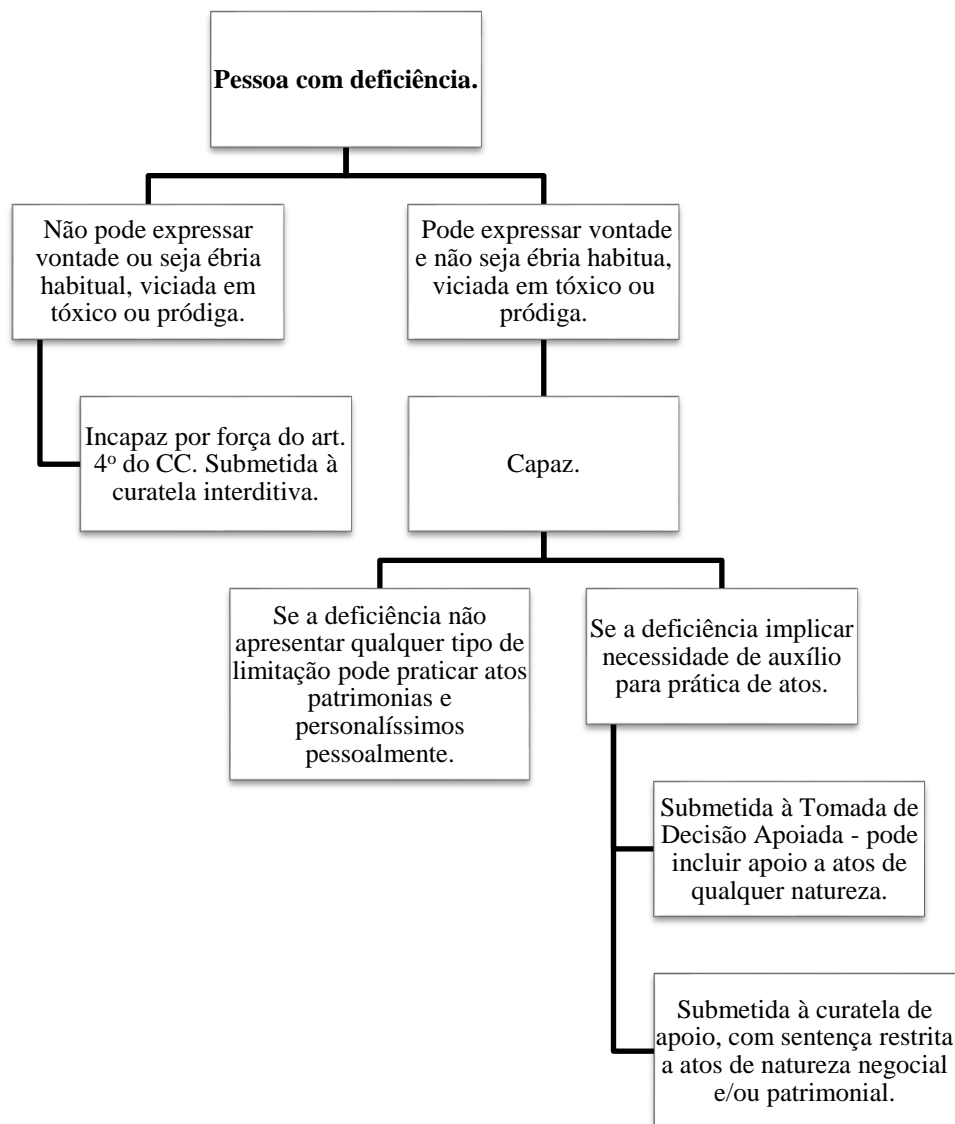 Pessoa com deficiência.
Não pode expressar
vontade ou seja ébria
habitual, viciada em
tóxico ou pródiga.
Incapaz por força do art.
4º do CC. Submetida à
curatela interditiva.
Pode expressar vontade
e não seja ébria habitua,
viciada em tóxico ou
pródiga.
Capaz.
Se a deficiência não
apresentar qualquer tipo de
limitação pode praticar atos
patrimonias e
personalíssimos
pessoalmente.
Se a deficiência implicar
necessidade de auxílio
para prática de atos.
Submetida à Tomada de
Decisão Apoiada - pode
incluir apoio a atos de
qualquer natureza.
Submetida à curatela de
apoio, com sentença restrita
a atos de natureza negocial
e/ou patrimonial.